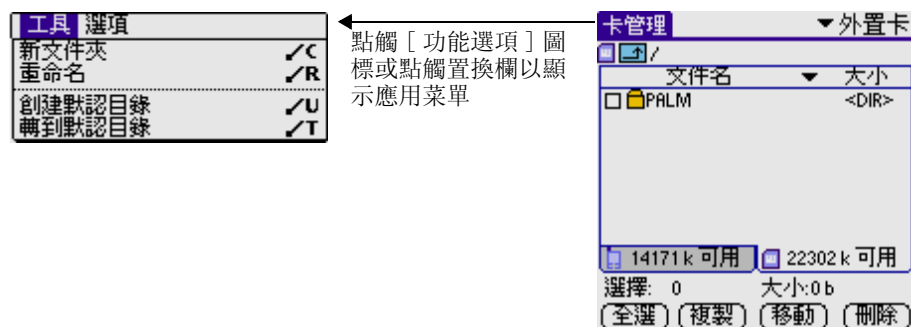 工具 選項
新文件夾 ✓C
重命名 ✓R
創建默認目錄 ✓U
轉到默認目錄 ✓T
點觸［功能選項］圖
標或點觸置換欄以顯
示應用菜單
卡管理 ▼外置卡
/
文件名 ▼ 大小
PALM <DIR>
14171k 可用 22302k 可用
選擇: 0 大小:0b
全選 複製 移動 刪除